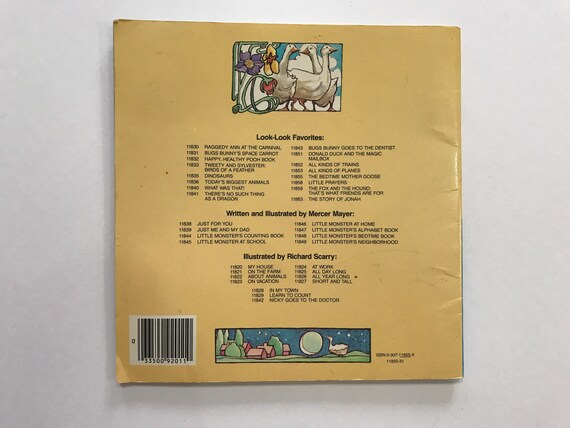 Look-Look Favorites:
11830 RAGGEDY ANN AT THE CARNIVAL
11831 BUGS BUNNY'S SPACE CARROT
11832 HAPPY, HEALTHY POOH BOOK
11833 TWEETY AND SYLVESTER:
BIRDS OF A FEATHER
11835 DINOSAURS
11836 TODAY'S BIGGEST ANIMALS
11840 WHAT WAS THAT!
11841 THERE'S NO SUCH THING
AS A DRAGON
11843 BUGS BUNNY GOES TO THE DENTIST
11851 DONALD DUCK AND THE MAGIC
MAILBOX
11852 ALL KINDS OF TRAINS
11853 ALL KINDS OF PLANES
11855 THE BEDTIME MOTHER GOOSE
11858 LITTLE PRAYERS
11859 THE FOX AND THE HOUND:
THAT'S WHAT FRIENDS ARE FOR
11863 THE STORY OF JONAH
Written and Illustrated by Mercer Mayer:
11838 JUST FOR YOU
11839 JUST ME AND MY DAD
11844 LITTLE MONSTER'S COUNTING BOOK
11845 LITTLE MONSTER AT SCHOOL
11846 LITTLE MONSTER AT HOME
11847 LITTLE MONSTER'S ALPHABET BOOK
11848 LITTLE MONSTER'S BEDTIME BOOK
11849 LITTLE MONSTER'S NEIGHBORHOOD
Illustrated by Richard Scarry:
11820 MY HOUSE
11821 ON THE FARM
11822 ABOUT ANIMALS
11823 ON VACATION
11824 AT WORK
11825 ALL DAY LONG
11826 ALL YEAR LONG
11827 SHORT AND TALL
11828 IN MY TOWN
11829 LEARN TO COUNT
11842 NICKY GOES TO THE DOCTOR
0
33500 92011
ISBN 0-307-11855-X
11855-31